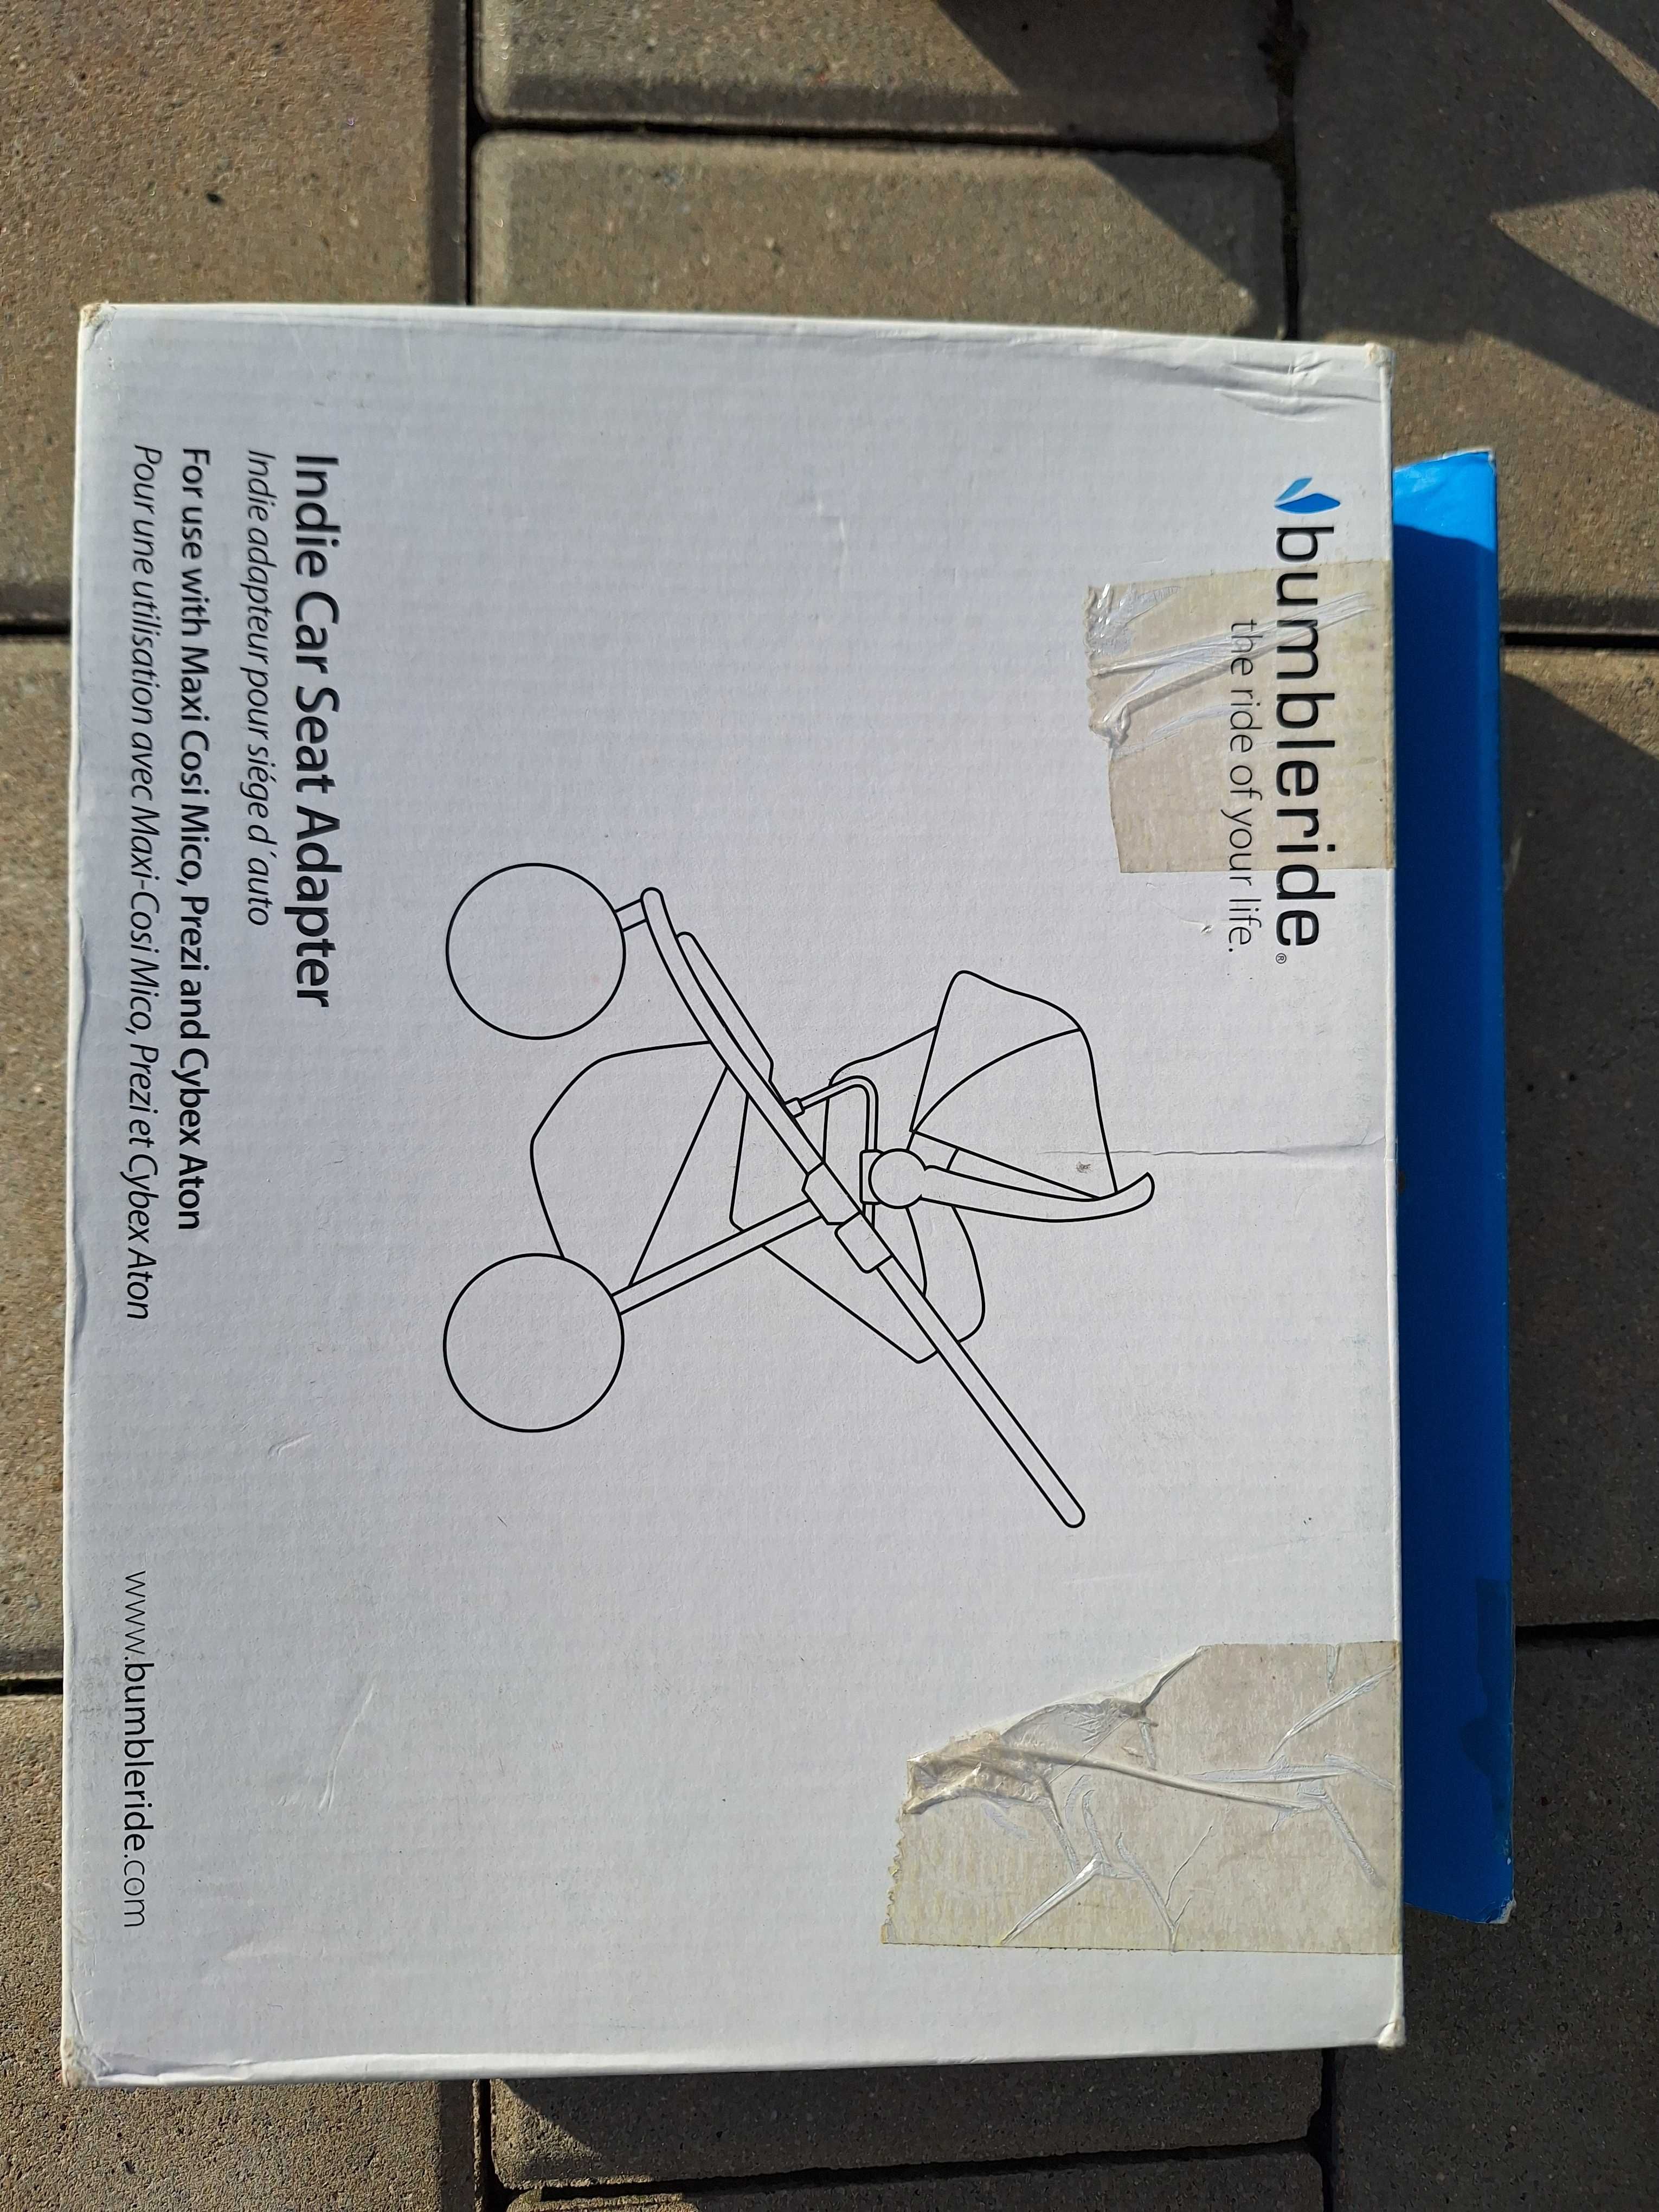 bumbleride®
the ride of your life.
Indie Car Seat Adapter
Indie adapteur pour siége d'auto
For use with Maxi Cosi Mico, Prezi and Cybex Aton
Pour une utilisation avec Maxi-Cosi Mico, Prezi et Cybex Aton
www.bumbleride.com